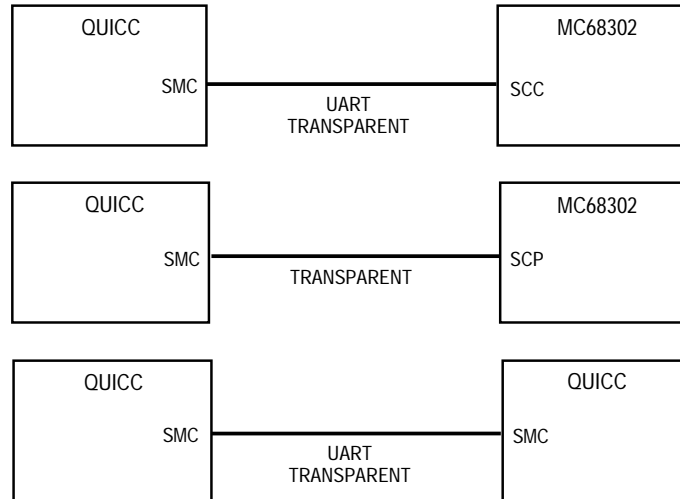 QUICC
MC68302
SMC
SCC
UART
TRANSPARENT
QUICC
MC68302
SMC
SCP
TRANSPARENT
QUICC
QUICC
SMC
SMC
UART
TRANSPARENT